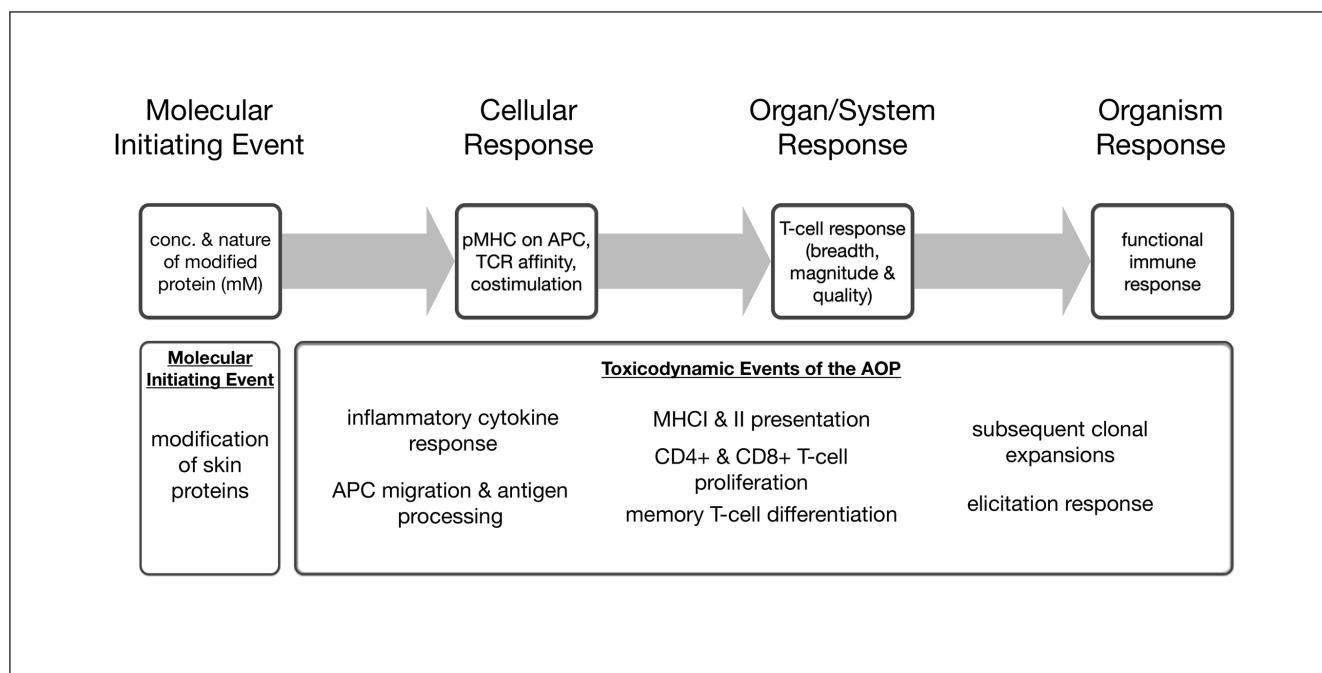 Molecular
Initiating Event
Cellular
Response
Organ/System
Response
Organism
Response
conc. & nature
of modified
protein (mM)
pMHC on APC,
TCR affinity,
costimulation
T-cell response
(breadth,
magnitude &
quality)
functional
immune
response
Molecular
Initiating Event
modification
of skin
proteins
Toxicodynamic Events of the AOP
inflammatory cytokine
response
APC migration & antigen
processing
MHCI & II presentation
CD4+ & CD8+ T-cell
proliferation
memory T-cell differentiation
subsequent clonal
expansions
elicitation response